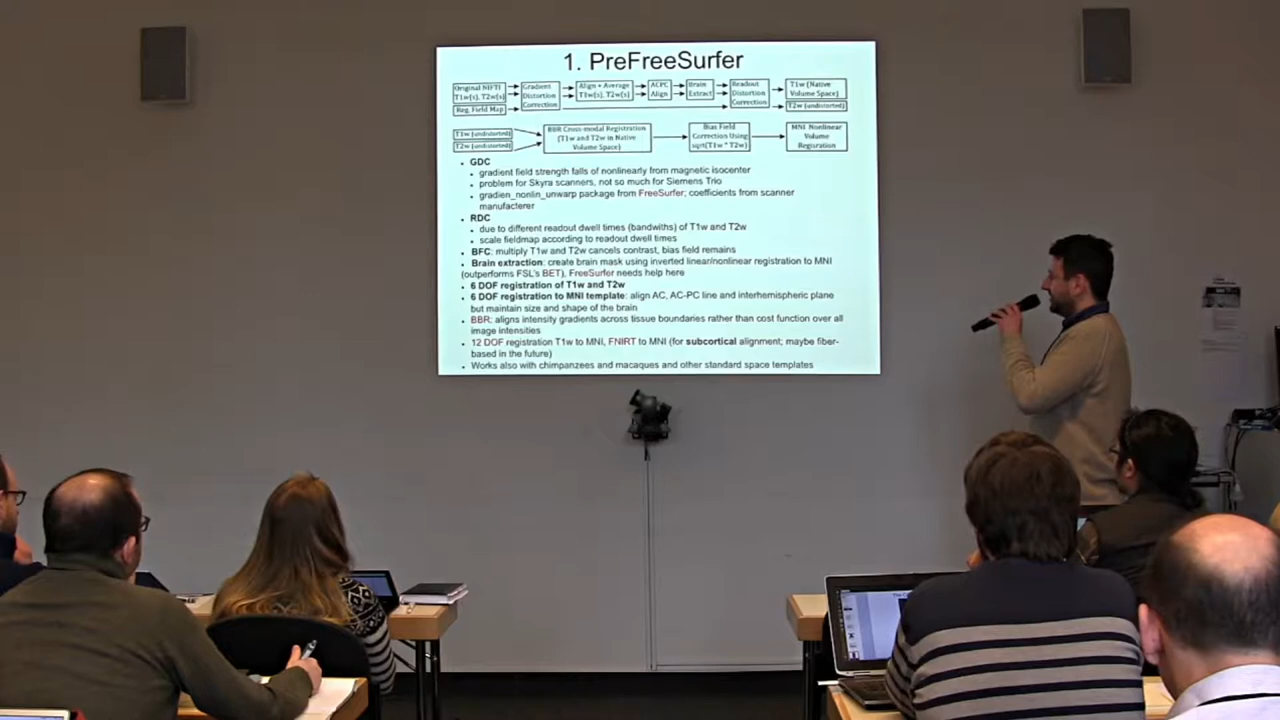 1. PreFreeSurfer
Original NIFTI
T1w(s), T2w(s)
Reg. Field Map
Gradient
Distortion
Correction
Align + Average
T1w(s), T2w(s)
ACPC
Align
Brain
Extract
Readout
Distortion
Correction
T1w (Native
Volume Space)
T2w (undistorted)
T1w (undistorted)
T2w (undistorted)
BBR Cross-modal Registration
(T1w and T2w in Native
Volume Space)
Bias Field
Correction Using
sqrt(T1w * T2w)
MNI Nonlinear
Volume
Registration
• GDC
• gradient field strength falls of nonlinearly from magnetic isocenter
• problem for Skyra scanners, not so much for Siemens Trio
• gradien_nonlin_unwarp package from FreeSurfer; coefficients from scanner
manufacterer
• RDC
• due to different readout dwell times (bandwiths) of T1w and T2w
• scale fieldmap according to readout dwell times
• BFC: multiply T1w and T2w cancels contrast, bias field remains
• Brain extraction: create brain mask using inverted linear/nonlinear registration to MNI
(outperforms FSL's BET), FreeSurfer needs help here
• 6 DOF registration of T1w and T2w
• 6 DOF registration to MNI template: align AC, AC-PC line and interhemispheric plane
but maintain size and shape of the brain
• BBR: aligns intensity gradients across tissue boundaries rather than cost function over all
image intensities
• 12 DOF registration T1w to MNI, FNIRT to MNI (for subcortical alignment; maybe fiber-
based in the future)
• Works also with chimpanzees and macaques and other standard space templates